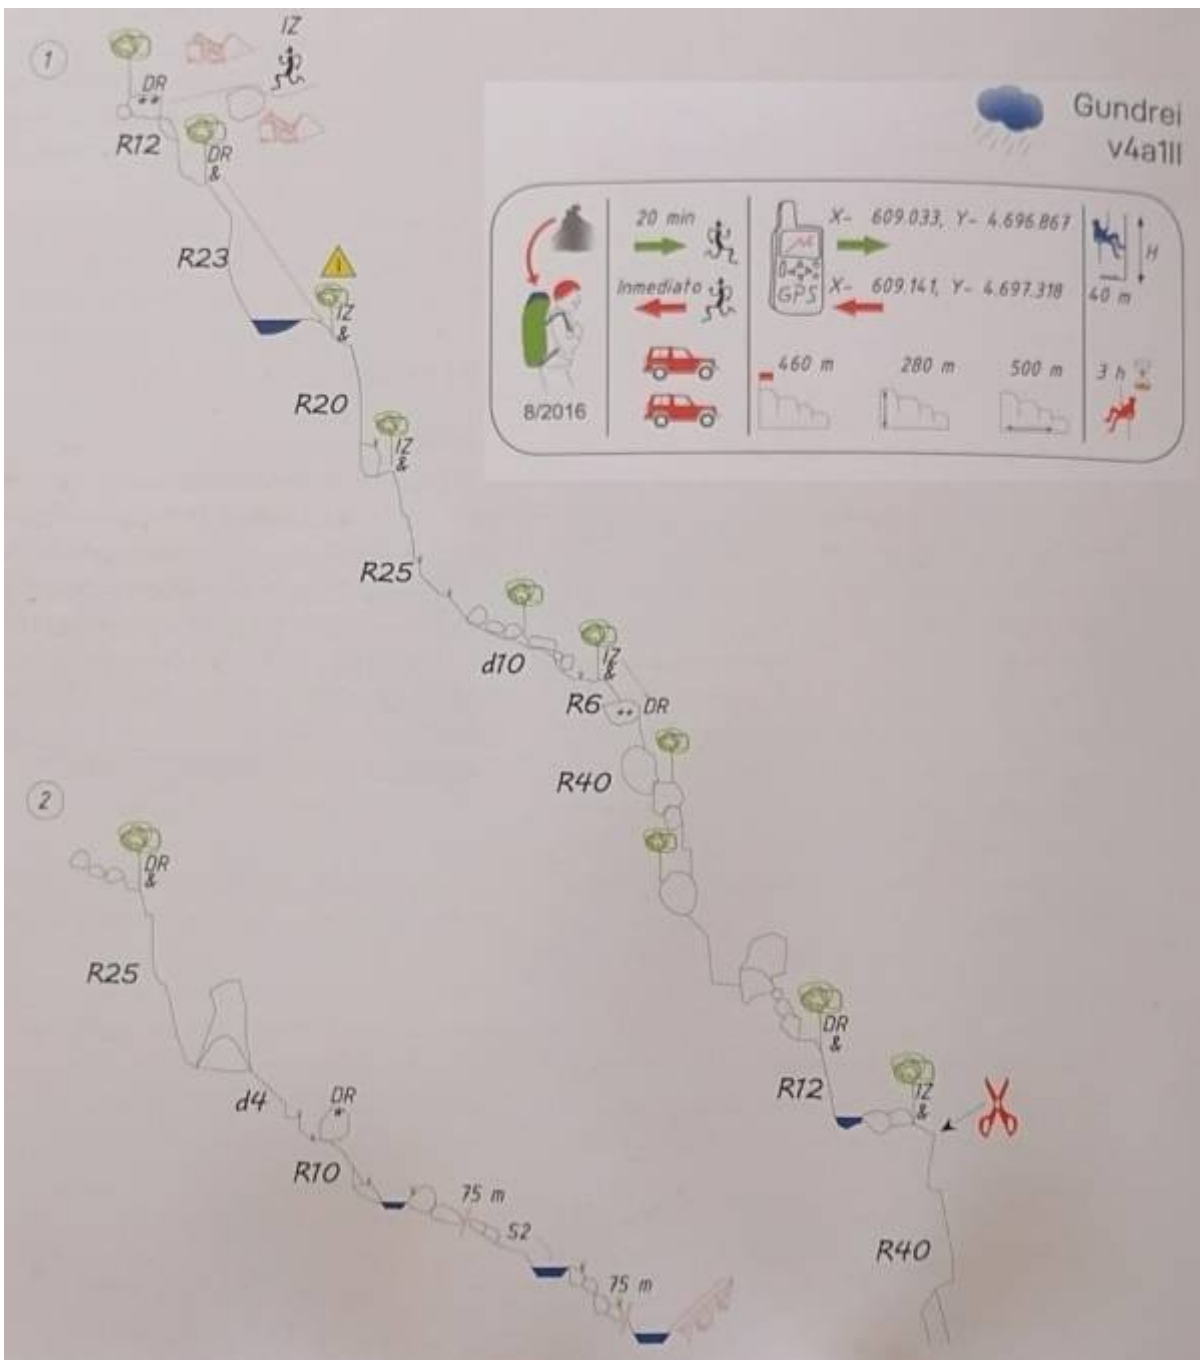 1
IZ
DR
**
R12
DR
&
R23
!
IZ
&
R20
IZ
&
R25
d10
IZ
&
R6
** DR
R40
DR
&
R12
IZ
&
R40
Gundrei
v4a1II
8/2016
20 min
Inmediato
GPS
X- 609.033, Y- 4.696.867
X- 609.141, Y- 4.697.318
H
40 m
460 m
280 m
500 m
3 h
2
DR
&
R25
d4
DR
*
R10
75 m
S2
75 m